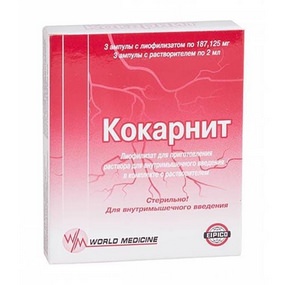 3 ампулы с лиофилизатом по 187,125 мг
3 ампулы с растворителем по 2 мл
Кокарнит
Лиофилизат для приготовления
раствора для внутримышечного введения
в комплекте с растворителем
Стерильно!
Для внутримышечного введения
WM WORLD MEDICINE
EIPICO